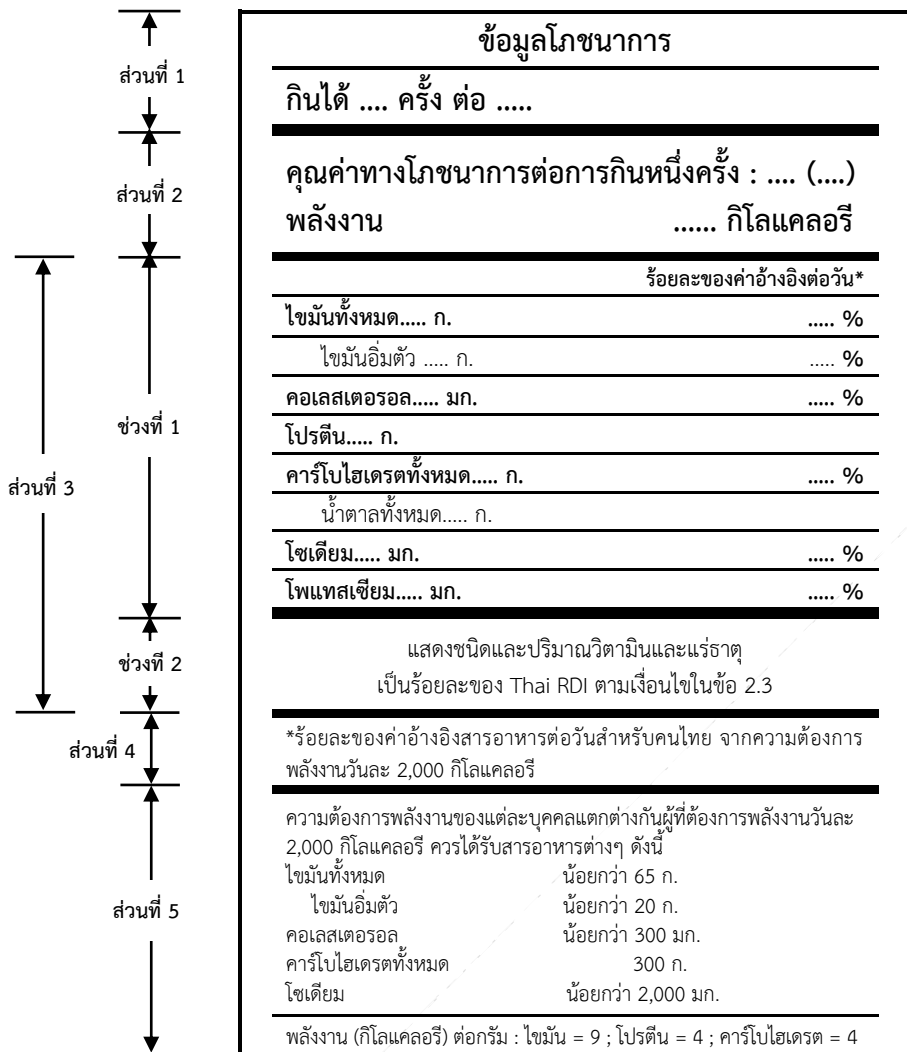 ส่วนที่ 1
ส่วนที่ 2
ส่วนที่ 3
ช่วงที่ 1
ช่วงที 2
ส่วนที่ 4
ส่วนที่ 5
ข้อมูลโภชนาการ
กินได้ .... ครั้ง ต่อ .....
คุณค่าทางโภชนาการต่อการกินหนึ่งครั้ง : .... (....)
พลังงาน ...... กิโลแคลอรี
ร้อยละของค่าอ้างอิงต่อวัน*
ไขมันทั้งหมด..... ก. ..... %
ไขมันอิ่มตัว ..... ก. ..... %
คอเลสเตอรอล..... มก. ..... %
โปรตีน..... ก.
คาร์โบไฮเดรตทั้งหมด..... ก. ..... %
น้ำตาลทั้งหมด..... ก.
โซเดียม..... มก. ..... %
โพแทสเซียม..... มก. ..... %
แสดงชนิดและปริมาณวิตามินและแร่ธาตุ
เป็นร้อยละของ Thai RDI ตามเงื่อนไขในข้อ 2.3
*ร้อยละของค่าอ้างอิงสารอาหารต่อวันสำหรับคนไทย จากความต้องการ
พลังงานวันละ 2,000 กิโลแคลอรี
ความต้องการพลังงานของแต่ละบุคคลแตกต่างกันผู้ที่ต้องการพลังงานวันละ
2,000 กิโลแคลอรี ควรได้รับสารอาหารต่างๆ ดังนี้
ไขมันทั้งหมด น้อยกว่า 65 ก.
ไขมันอิ่มตัว น้อยกว่า 20 ก.
คอเลสเตอรอล น้อยกว่า 300 มก.
คาร์โบไฮเดรตทั้งหมด 300 ก.
โซเดียม น้อยกว่า 2,000 มก.
พลังงาน (กิโลแคลอรี) ต่อกรัม : ไขมัน = 9 ; โปรตีน = 4 ; คาร์โบไฮเดรต = 4